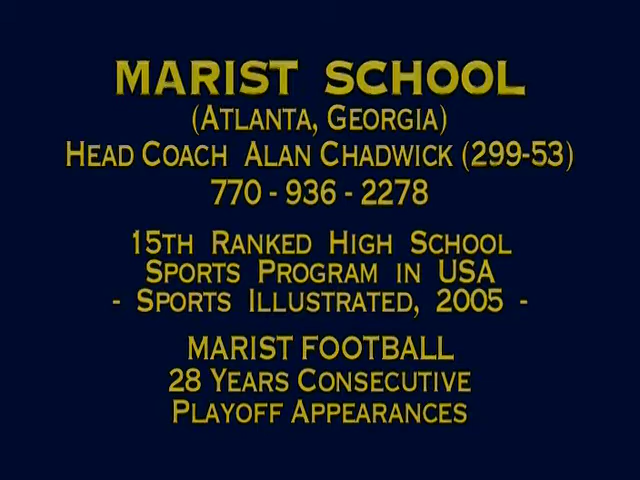 MARIST SCHOOL
(ATLANTA, GEORGIA)
HEAD COACH ALAN CHADWICK (299-53)
770 - 936 - 2278
15TH RANKED HIGH SCHOOL
SPORTS PROGRAM IN USA
- SPORTS ILLUSTRATED, 2005 -
MARIST FOOTBALL
28 YEARS CONSECUTIVE
PLAYOFF APPEARANCES